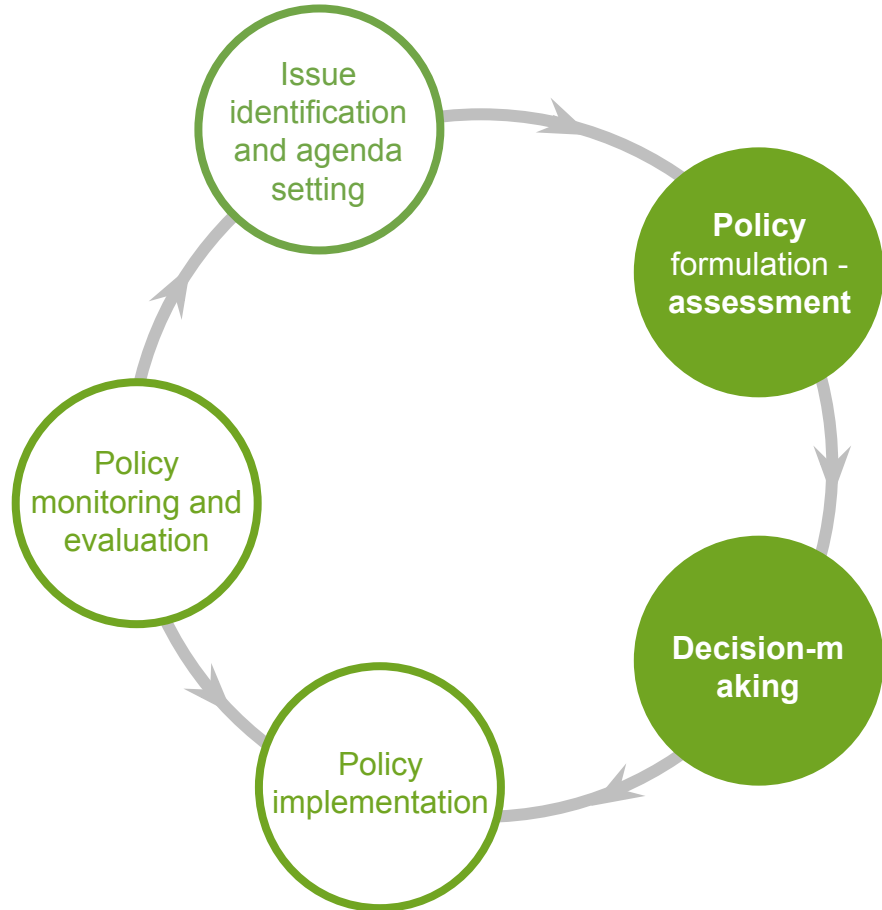 Issue
identification
and agenda
setting
Policy
formulation -
assessment
Decision-m
aking
Policy
implementation
Policy
monitoring and
evaluation